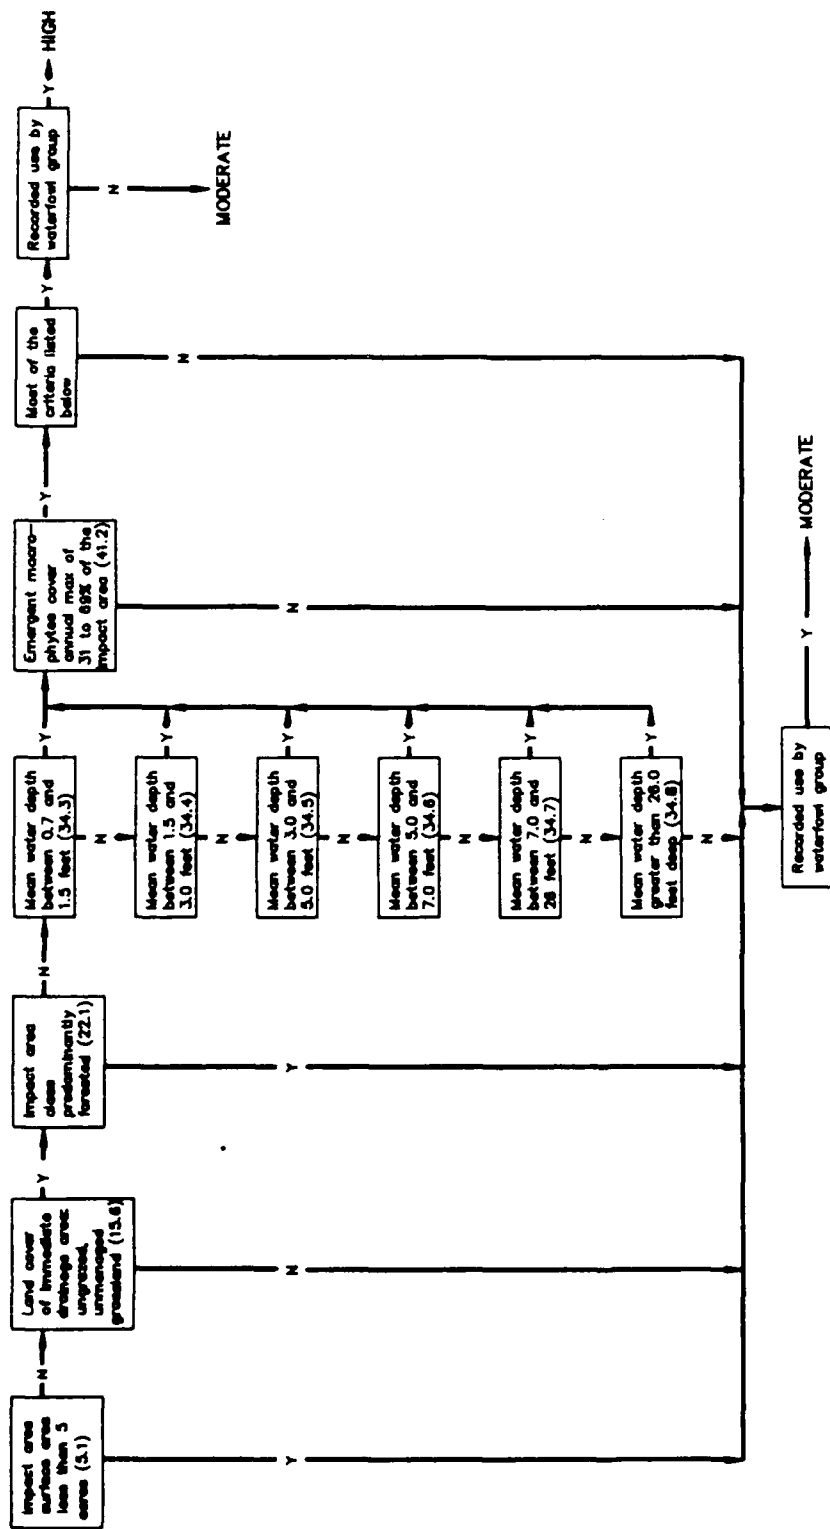 Impact area
surface area
less than 5
acres (5.1)
N
Y
Land cover
of immediate
drainage area:
ungrazed,
unmanaged
grassland (15.6)
Y
N
Impact area
class
predominantly
forested (22.1)
N
Y
Mean water depth
between 0.7 and
1.5 feet (34.3)
Y
N
Mean water depth
between 1.5 and
3.0 feet (34.4)
Y
N
Mean water depth
between 3.0 and
5.0 feet (34.5)
Y
N
Mean water depth
between 5.0 and
7.0 feet (34.6)
Y
N
Mean water depth
between 7.0 and
26 feet (34.7)
Y
N
Mean water depth
greater than 26.0
feet deep (34.8)
Y
N
Emergent macro-
phytes cover
annual max of
31 to 69% of the
impact area (41.2)
Y
N
Most of the
criteria listed
below
Y
N
Recorded use by
waterfowl group
Y
HIGH
N
MODERATE
Recorded use by
waterfowl group
Y
MODERATE